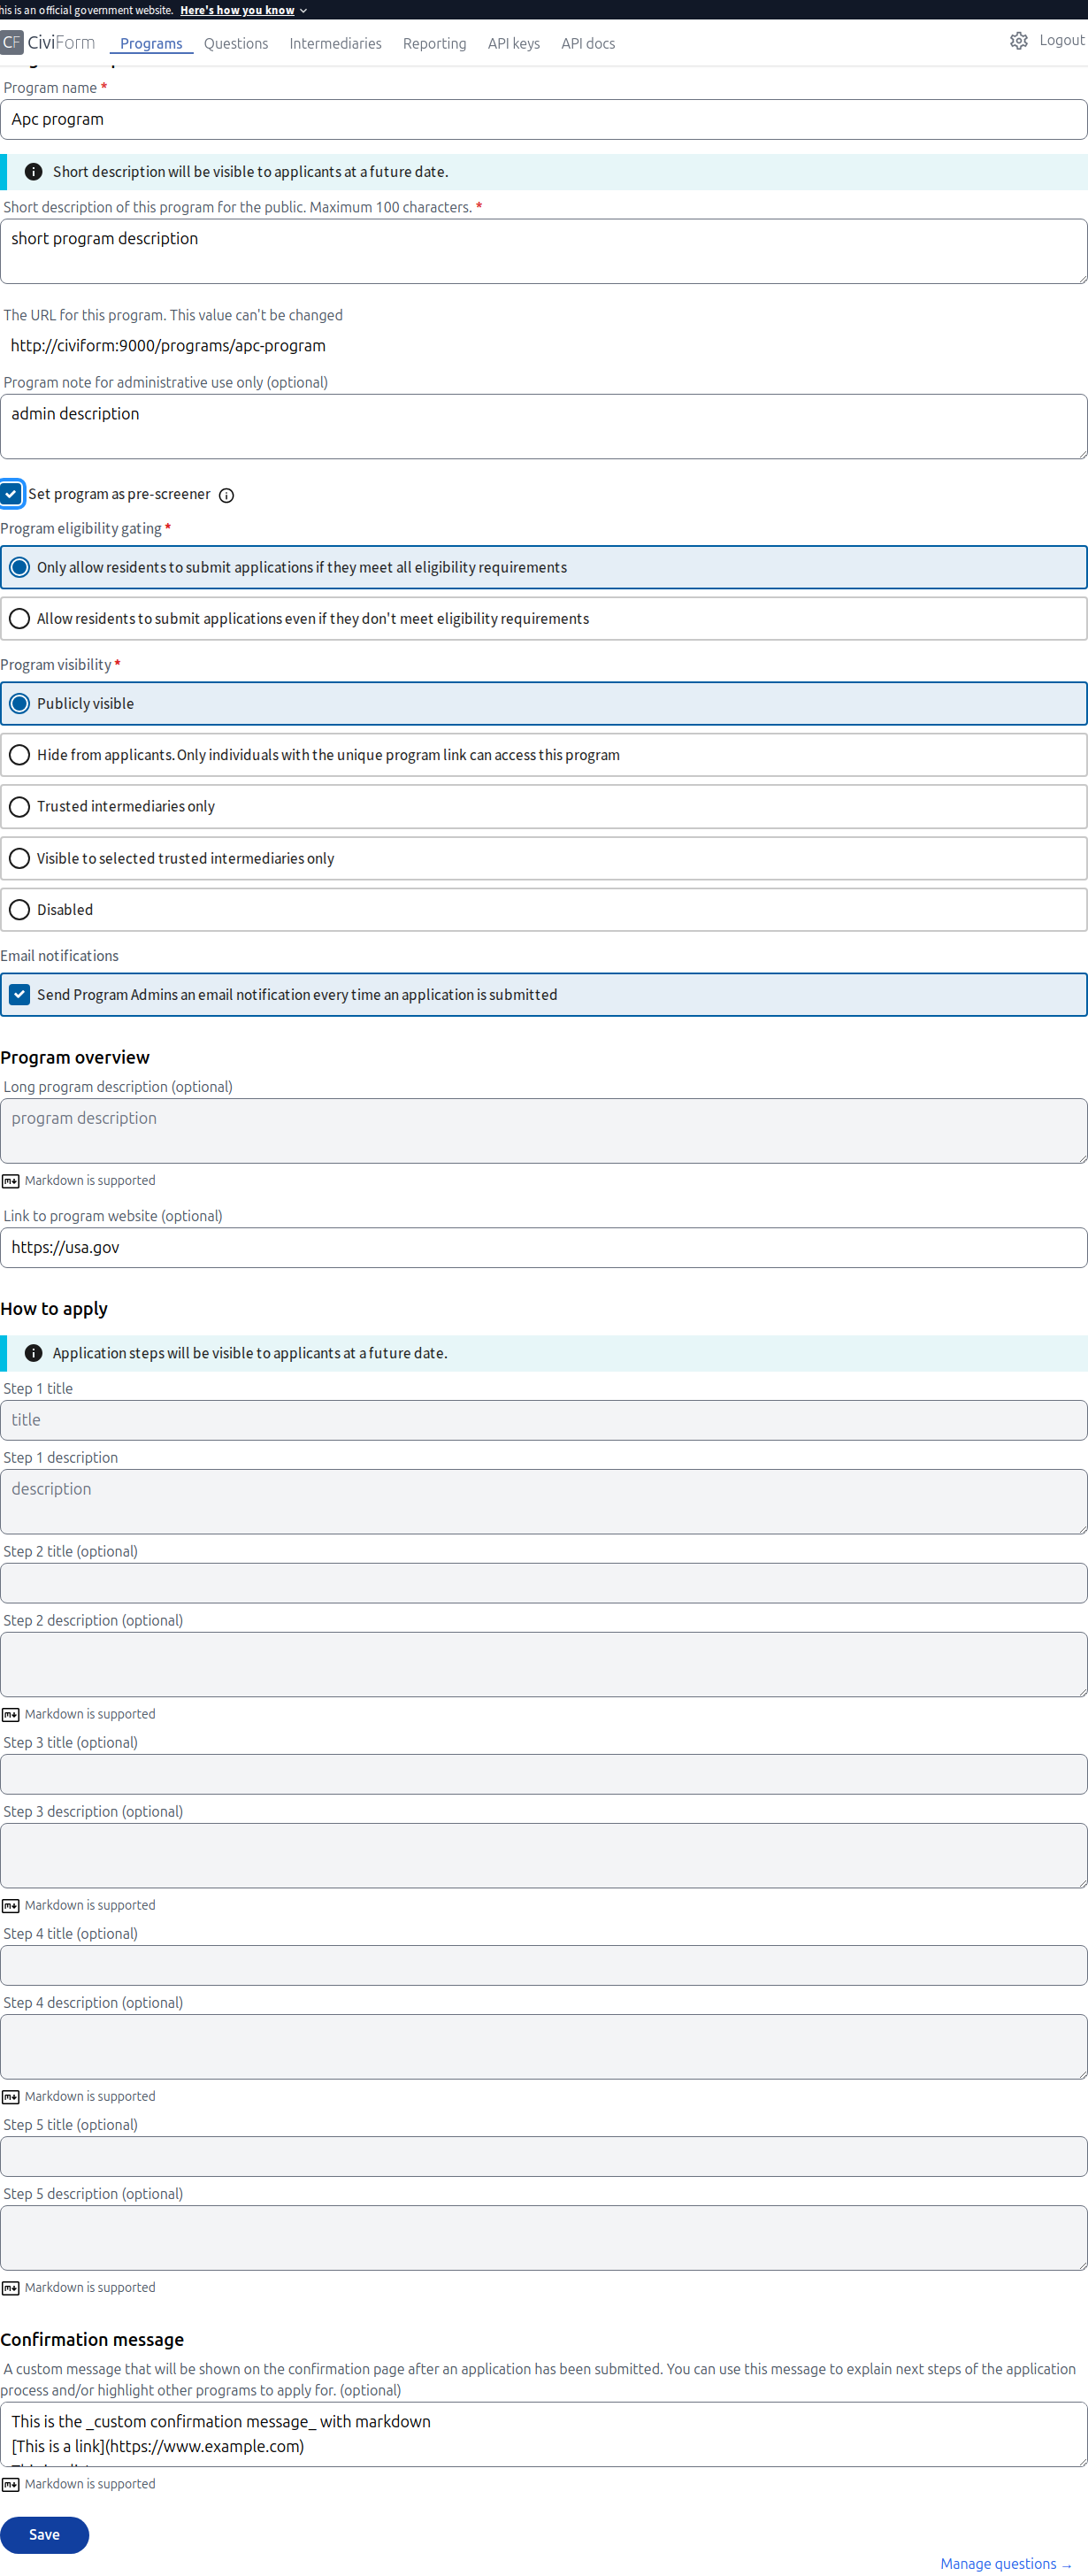 his is an official government website. Here's how you know
CF CiviForm Programs Questions Intermediaries Reporting API keys API docs Logout
Program name *
Apc program
Short description will be visible to applicants at a future date.
Short description of this program for the public. Maximum 100 characters. *
short program description
The URL for this program. This value can't be changed
http://civiform:9000/programs/apc-program
Program note for administrative use only (optional)
admin description
Set program as pre-screener
Program eligibility gating *
Only allow residents to submit applications if they meet all eligibility requirements
Allow residents to submit applications even if they don't meet eligibility requirements
Program visibility *
Publicly visible
Hide from applicants. Only individuals with the unique program link can access this program
Trusted intermediaries only
Visible to selected trusted intermediaries only
Disabled
Email notifications
Send Program Admins an email notification every time an application is submitted
Program overview
Long program description (optional)
program description
Markdown is supported
Link to program website (optional)
https://usa.gov
How to apply
Application steps will be visible to applicants at a future date.
Step 1 title
title
Step 1 description
description
Step 2 title (optional)
Step 2 description (optional)
Markdown is supported
Step 3 title (optional)
Step 3 description (optional)
Markdown is supported
Step 4 title (optional)
Step 4 description (optional)
Markdown is supported
Step 5 title (optional)
Step 5 description (optional)
Markdown is supported
Confirmation message
A custom message that will be shown on the confirmation page after an application has been submitted. You can use this message to explain next steps of the application
process and/or highlight other programs to apply for. (optional)
This is the _custom confirmation message_ with markdown
[This is a link](https://www.example.com)
Markdown is supported
Save
Manage questions →